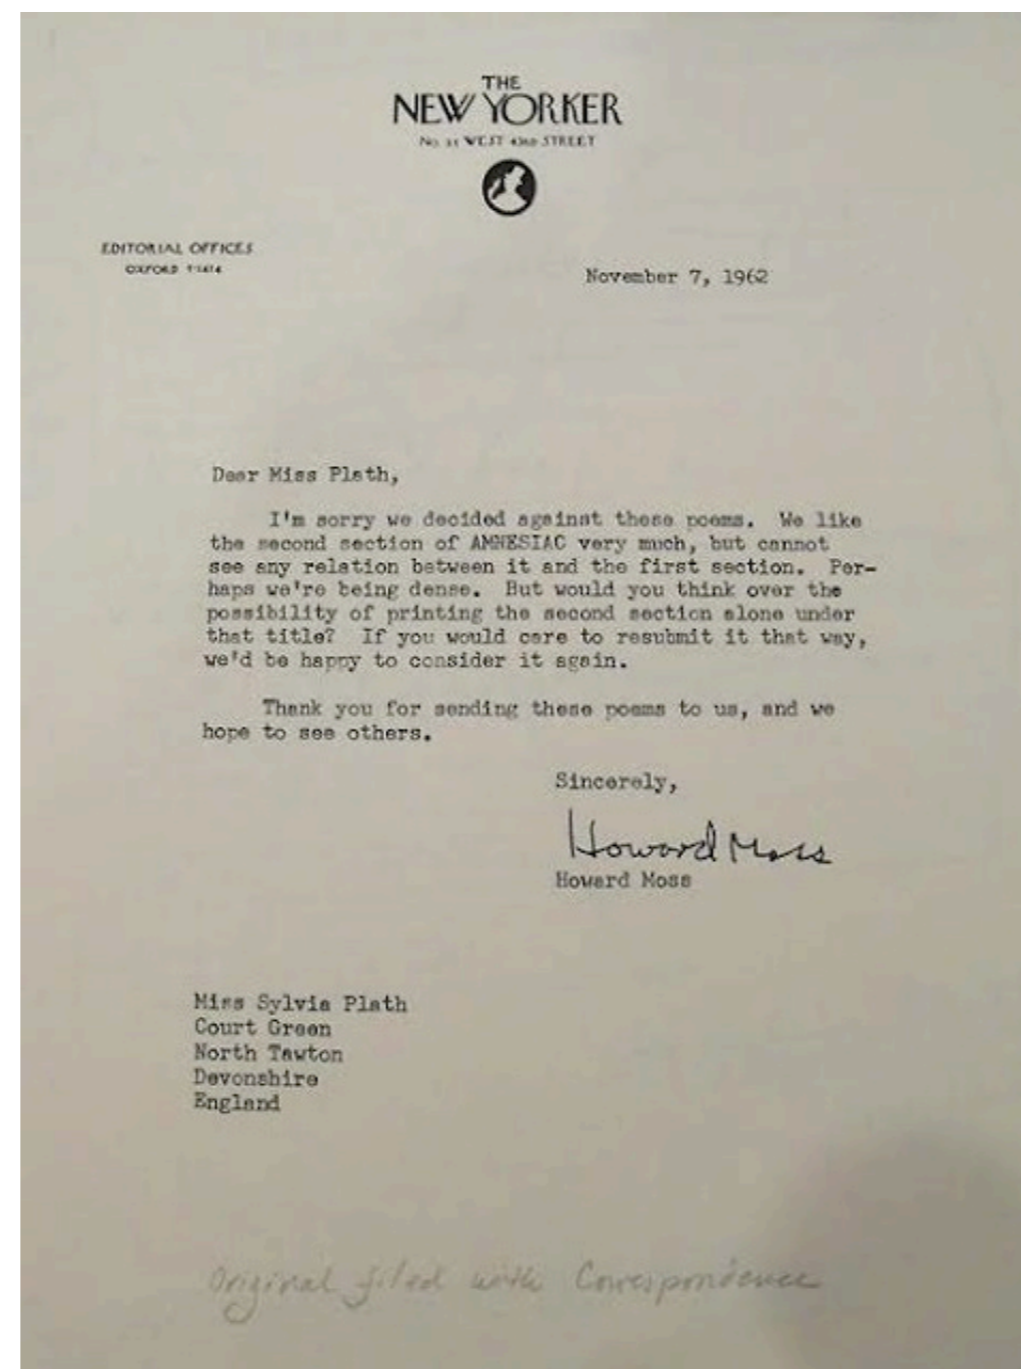 THE
NEW YORKER
No. 25 WEST 43RD STREET
EDITORIAL OFFICES
OXFORD 5-1414
November 7, 1962
Dear Miss Plath,
I'm sorry we decided against these poems. We like
the second section of AMNESIAC very much, but cannot
see any relation between it and the first section. Per-
haps we're being dense. But would you think over the
possibility of printing the second section alone under
that title? If you would care to resubmit it that way,
we'd be happy to consider it again.
Thank you for sending these poems to us, and we
hope to see others.
Sincerely,
Howard Moss
Howard Moss
Miss Sylvia Plath
Court Green
North Tawton
Devonshire
England
Original filed with Correspondence